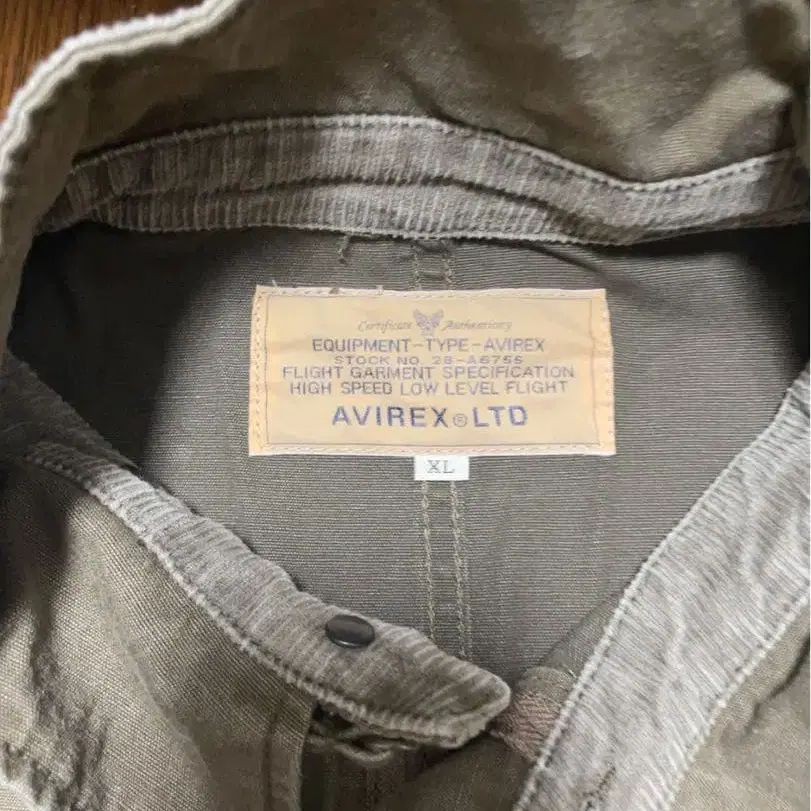 Certificate Authenticity
EQUIPMENT-TYPE-AVIREX
STOCK NO. 28-A6755
FLIGHT GARMENT SPECIFICATION
HIGH SPEED LOW LEVEL FLIGHT
AVIREX®LTD
XL